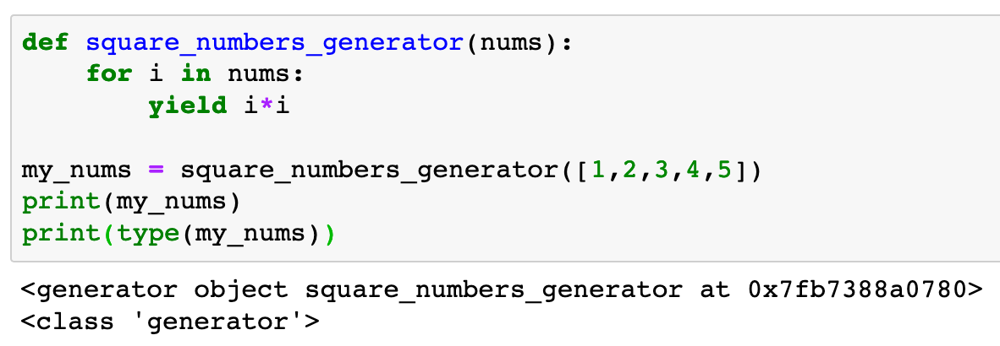 def square_numbers_generator(nums):
    for i in nums:
        yield i*i

my_nums = square_numbers_generator([1,2,3,4,5])
print(my_nums)
print(type(my_nums))
<generator object square_numbers_generator at 0x7fb7388a0780>
<class 'generator'>